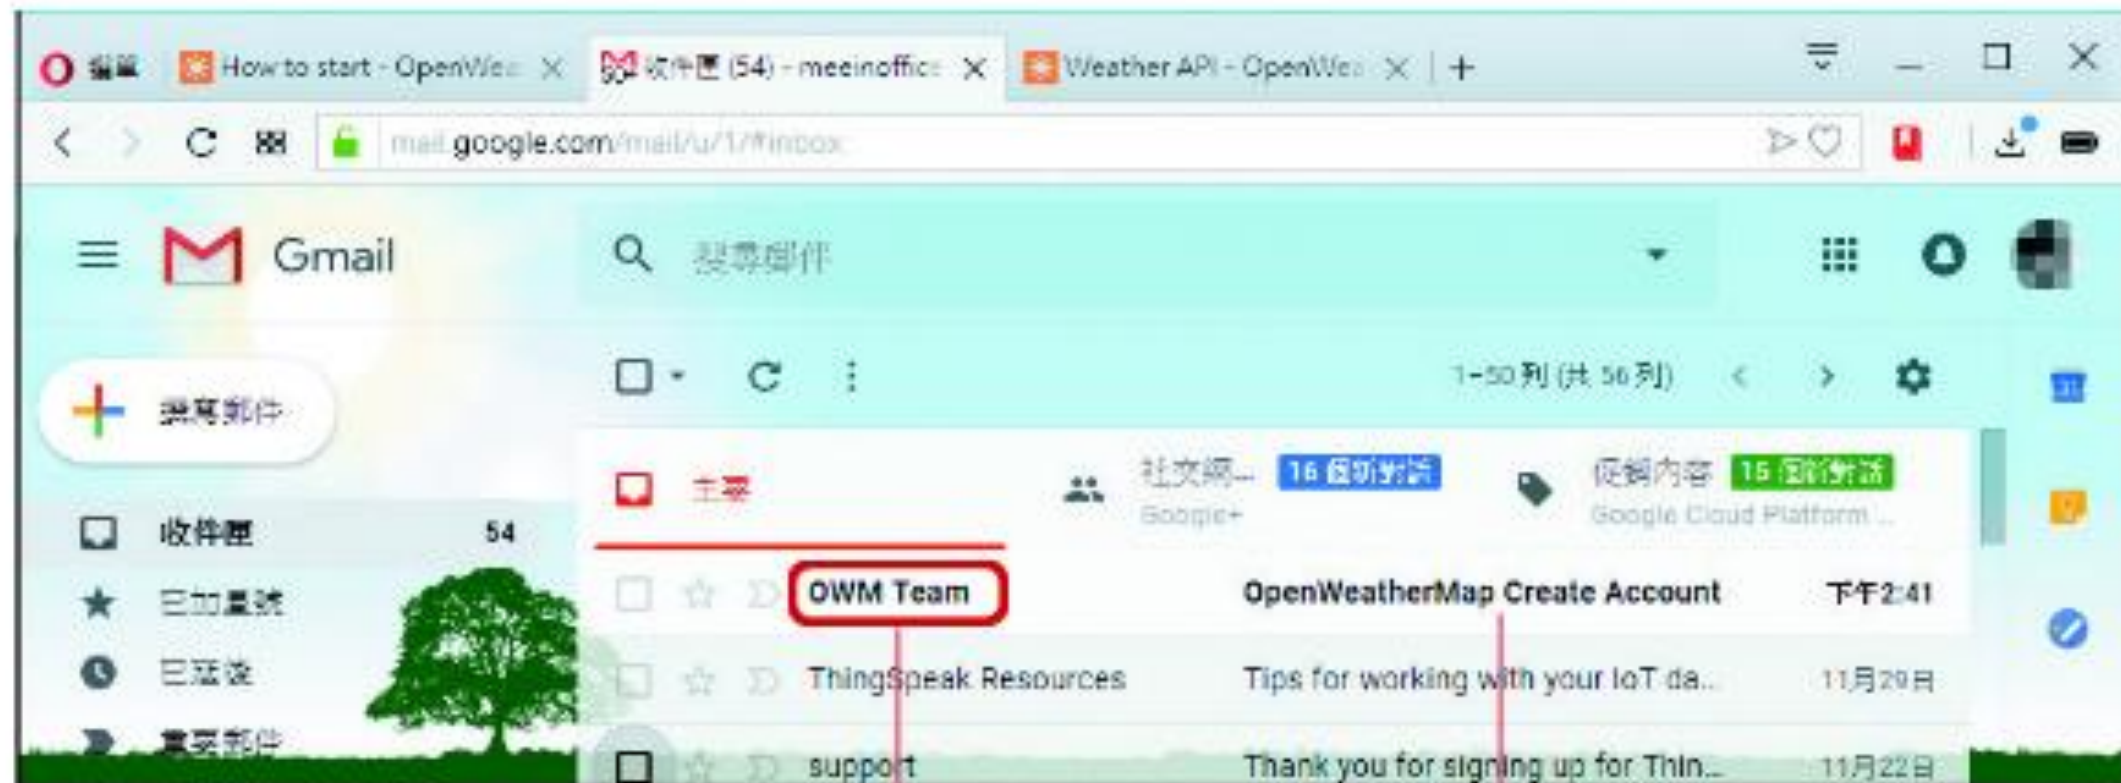 選單 How to start - OpenWea 收件匣 (54) - meeinoffice Weather API - OpenWea
mail.google.com/mail/u/1/#inbox
Gmail 搜尋郵件
1-50 列 (共 56 列)
撰寫郵件
主要 社交網... 16 個新對話 促銷內容 15 個新對話
Google+ Google Cloud Platform ...
收件匣 54
OWM Team OpenWeatherMap Create Account 下午2:41
已加星號
ThingSpeak Resources Tips for working with your IoT da... 11月29日
已延後
重要郵件
support Thank you for signing up for Thin... 11月22日